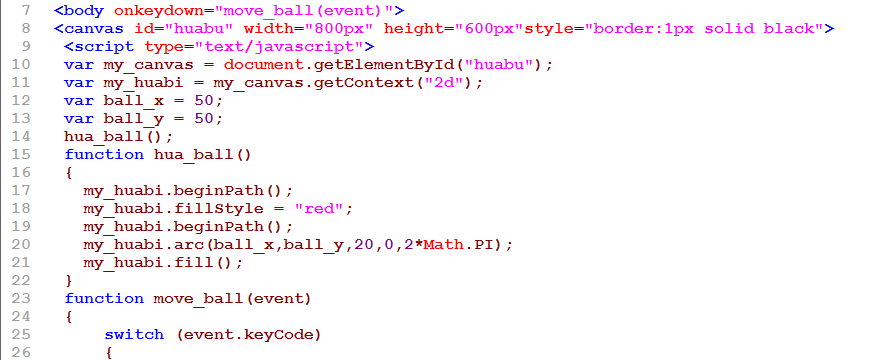 7 <body onkeydown="move_ball(event)">
8 <canvas id="huabu" width="800px" height="600px"style="border:1px solid black">
9 <script type="text/javascript">
10 var my_canvas = document.getElementById("huabu");
11 var my_huabi = my_canvas.getContext("2d");
12 var ball_x = 50;
13 var ball_y = 50;
14 hua_ball();
15 function hua_ball()
16 {
17 my_huabi.beginPath();
18 my_huabi.fillStyle = "red";
19 my_huabi.beginPath();
20 my_huabi.arc(ball_x,ball_y,20,0,2*Math.PI);
21 my_huabi.fill();
22 }
23 function move_ball(event)
24 {
25 switch (event.keyCode)
26 {